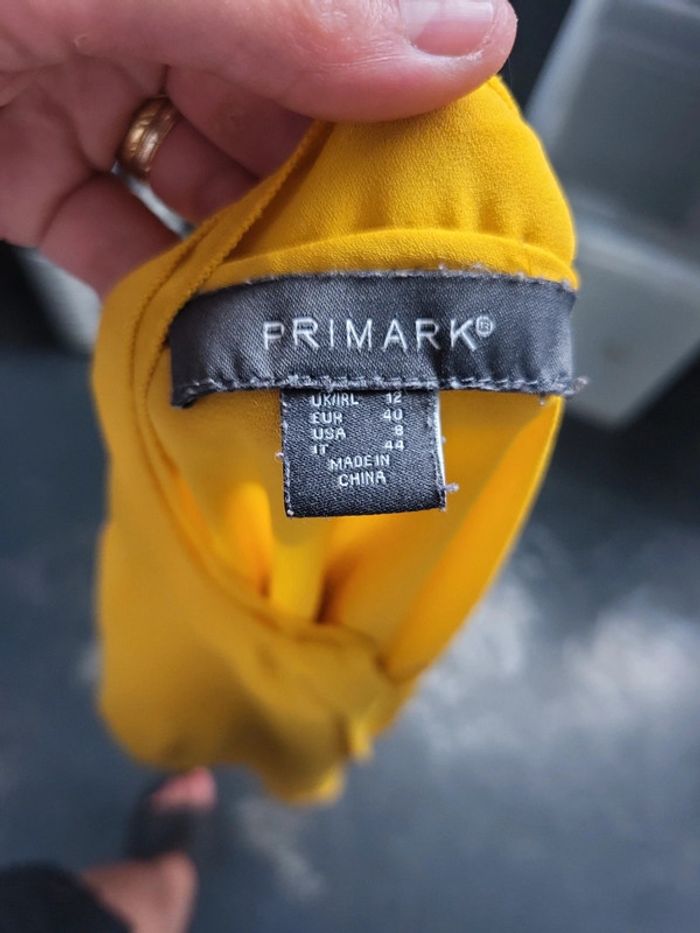 PRIMARK®
UK/IRL 12
EUR 40
USA 8
IT 44
MADE IN
CHINA